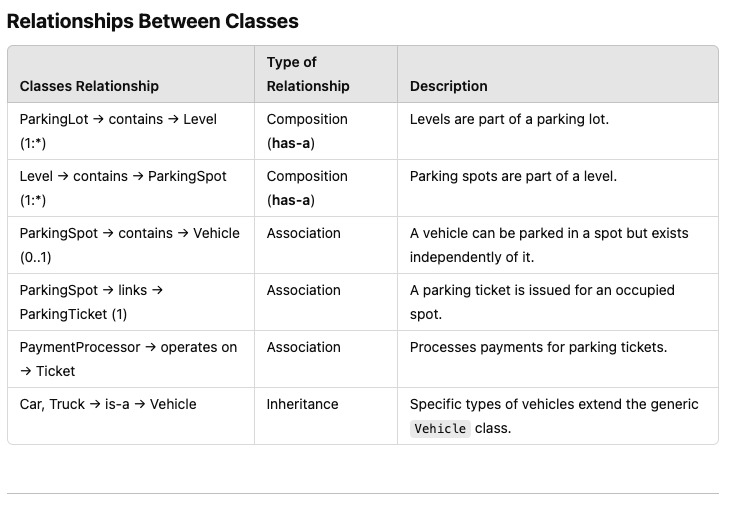 Relationships Between Classes
Type of
Classes Relationship Relationship Description
ParkingLot → contains → Level Composition Levels are part of a parking lot.
(1:*) (has-a)
Level → contains → ParkingSpot Composition Parking spots are part of a level.
(1:*) (has-a)
ParkingSpot → contains → Vehicle Association A vehicle can be parked in a spot but exists
(0..1) independently of it.
ParkingSpot → links → Association A parking ticket is issued for an occupied
ParkingTicket (1) spot.
PaymentProcessor → operates on Association Processes payments for parking tickets.
→ Ticket
Car, Truck → is-a → Vehicle Inheritance Specific types of vehicles extend the generic
Vehicle class.